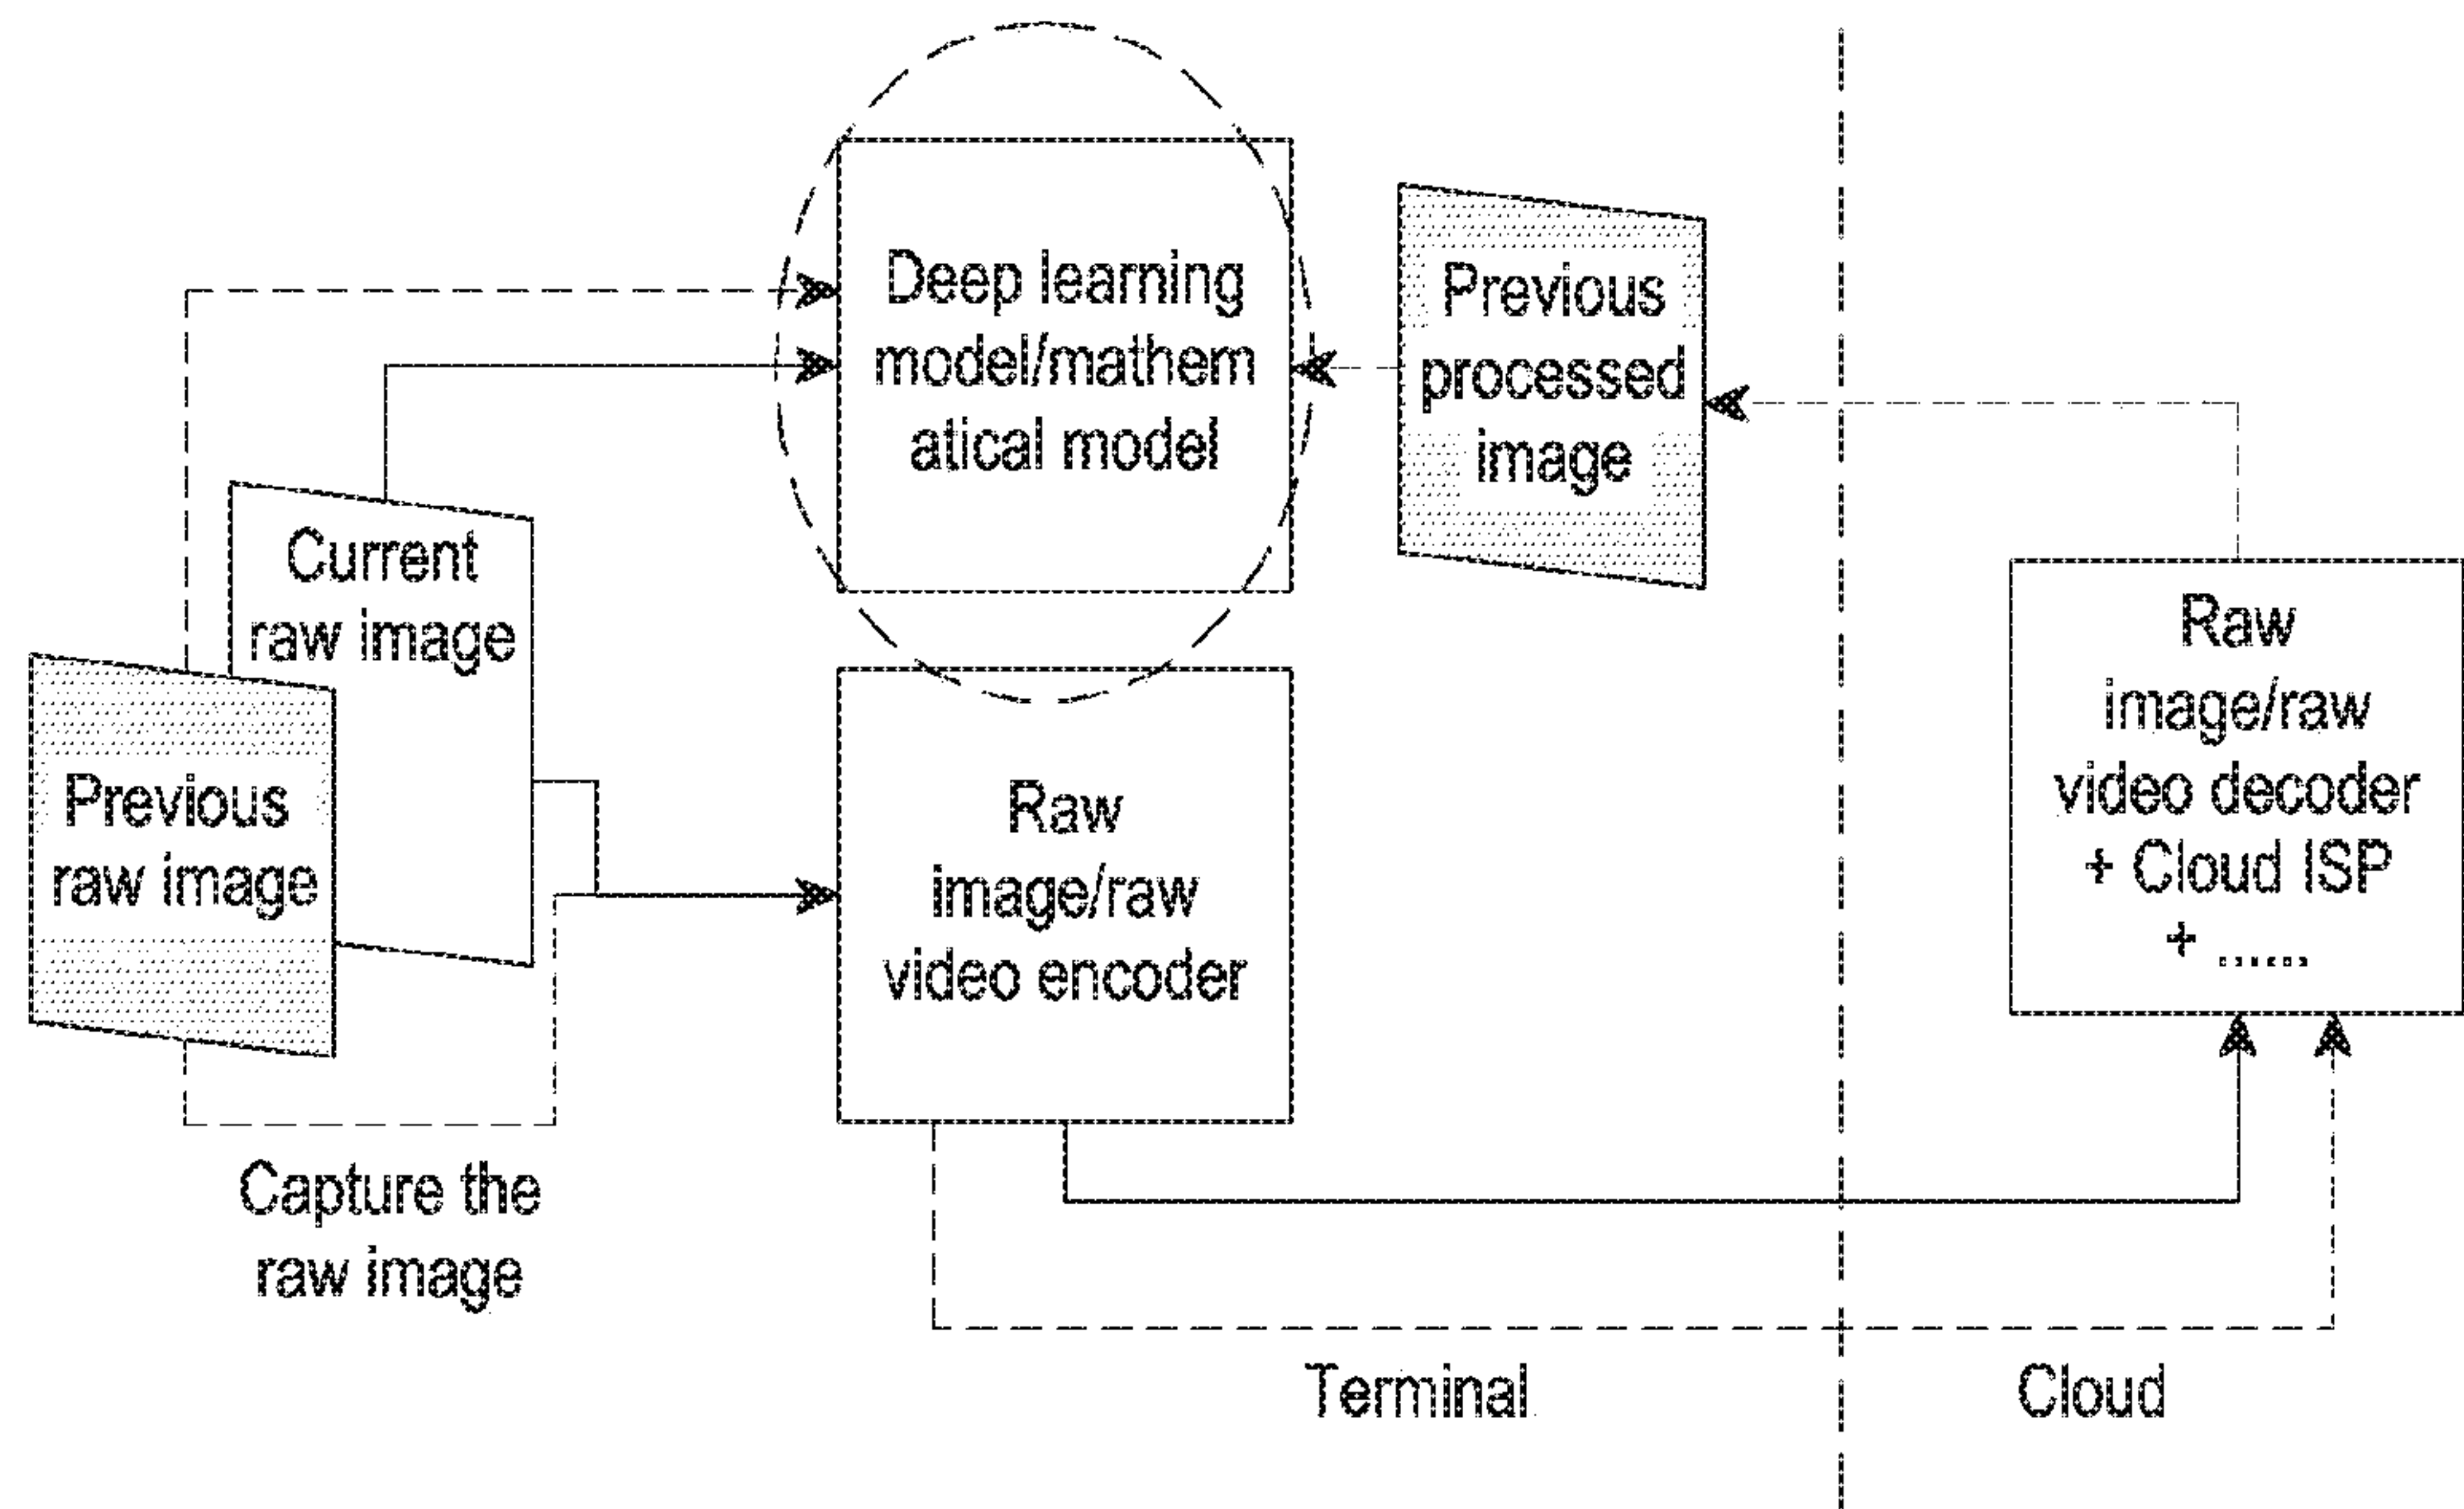 Deep learning
model/mathem
atical model
Previous
processed
image
Current
raw image
Previous
raw image
Raw
image/raw
video encoder
Raw
image/raw
video decoder
+ Cloud ISP
+ ......
Capture the
raw image
Terminal
Cloud